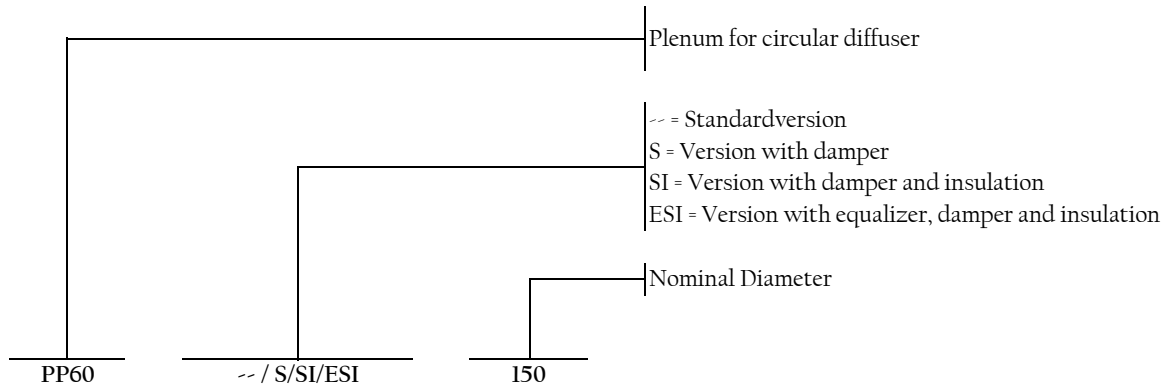 Plenum for circular diffuser
-- = Standardversion
S = Version with damper
SI = Version with damper and insulation
ESI = Version with equalizer, damper and insulation
Nominal Diameter
PP60 -- / S/SI/ESI 150